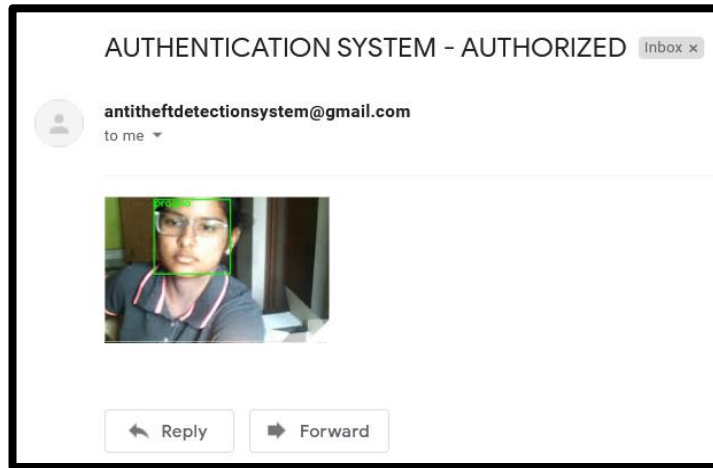 AUTHENTICATION SYSTEM - AUTHORIZED Inbox x
antitheftdetectionsystem@gmail.com
to me
Reply Forward